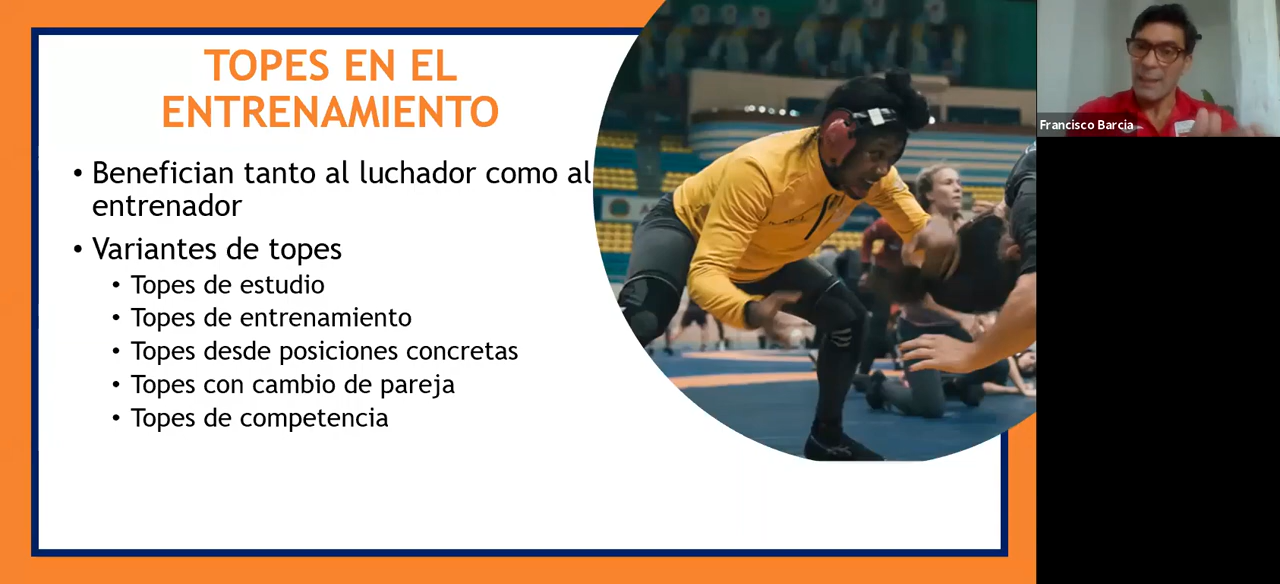 TOPES EN EL
ENTRENAMIENTO
• Benefician tanto al luchador como al
entrenador
• Variantes de topes
• Topes de estudio
• Topes de entrenamiento
• Topes desde posiciones concretas
• Topes con cambio de pareja
• Topes de competencia
Francisco Barcia